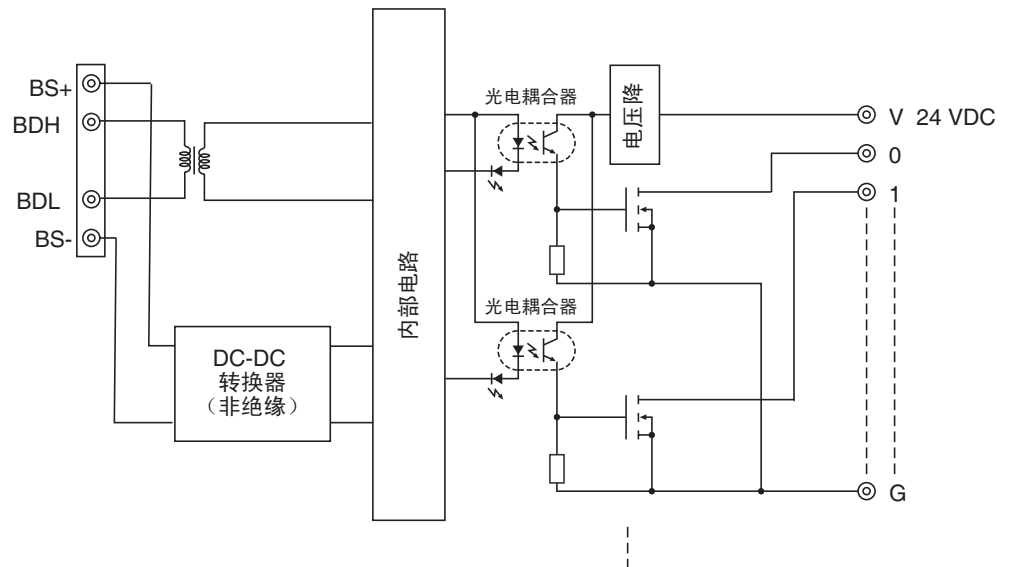 BS+
BDH
BDL
BS-
DC-DC
转换器
（非绝缘）
内部电路
光电耦合器
光电耦合器
电压降
V 24 VDC
0
1
G